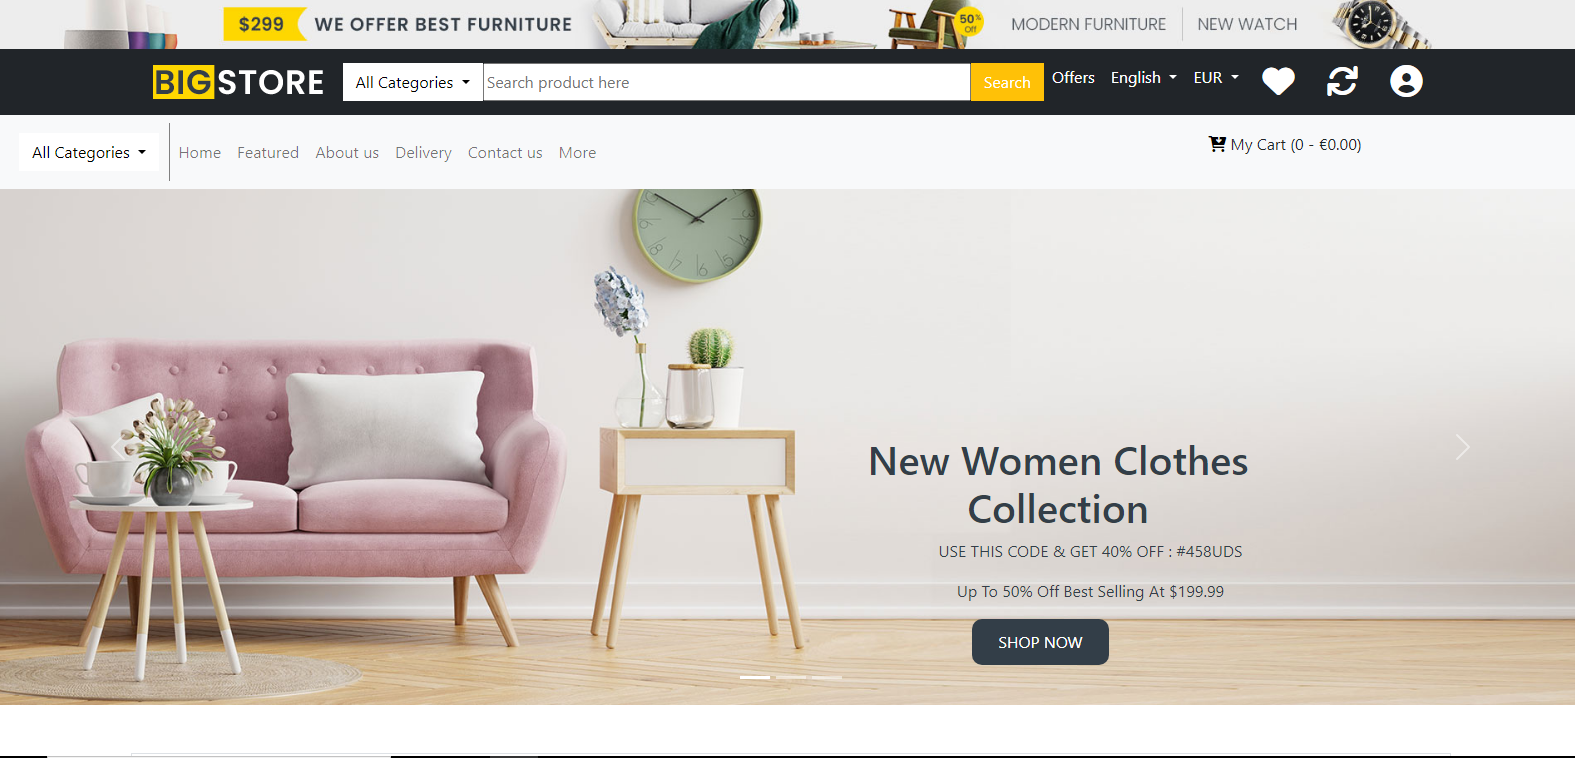 $299 WE OFFER BEST FURNITURE 50% Off MODERN FURNITURE NEW WATCH
BIGSTORE All Categories Search product here Search Offers English EUR
All Categories Home Featured About us Delivery Contact us More My Cart (0 - €0.00)
New Women Clothes
Collection
USE THIS CODE & GET 40% OFF : #458UDS
Up To 50% Off Best Selling At $199.99
SHOP NOW